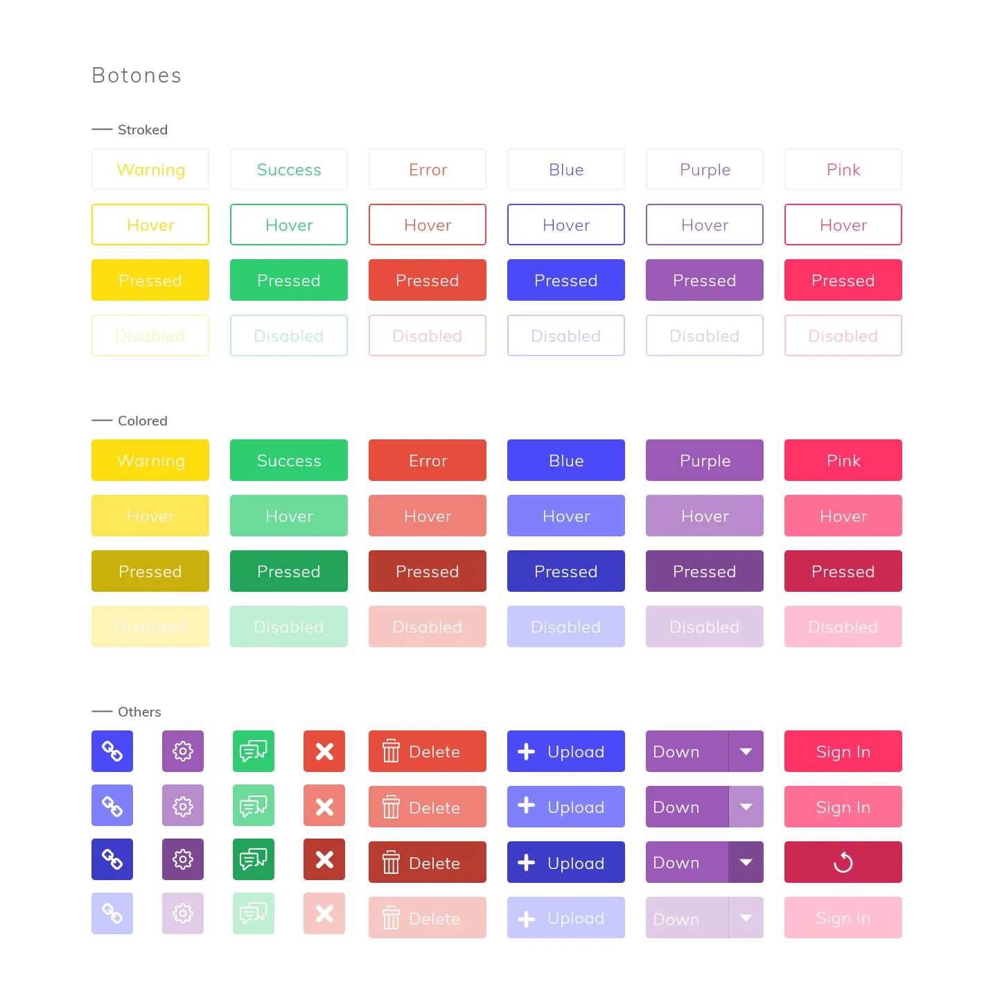 Botones
Stroked
Warning Success Error Blue Purple Pink
Hover Hover Hover Hover Hover Hover
Pressed Pressed Pressed Pressed Pressed Pressed
Disabled Disabled Disabled Disabled Disabled Disabled
Colored
Warning Success Error Blue Purple Pink
Hover Hover Hover Hover Hover Hover
Pressed Pressed Pressed Pressed Pressed Pressed
Disabled Disabled Disabled Disabled Disabled Disabled
Others
Delete Upload Down Sign In
Delete Upload Down Sign In
Delete Upload Down
Delete Upload Down Sign In